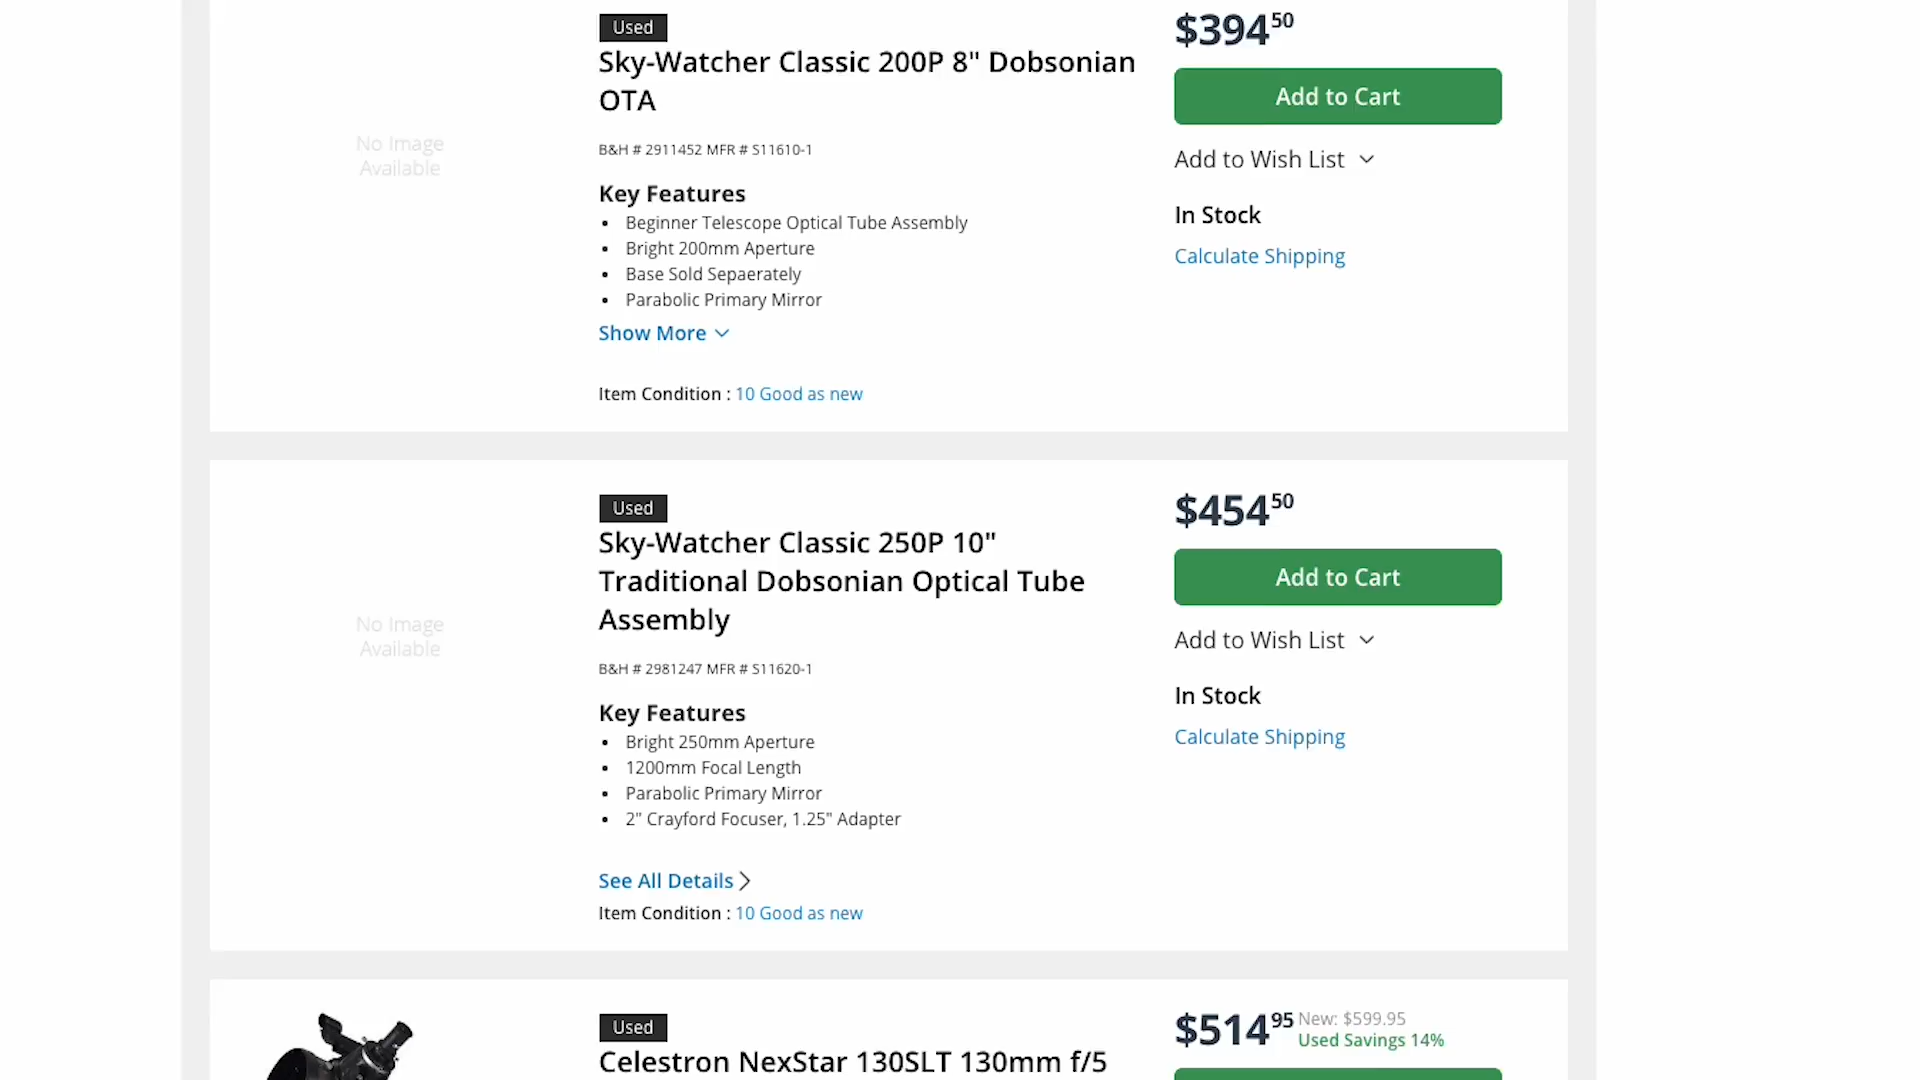 Used
Sky-Watcher Classic 200P 8" Dobsonian
OTA
B&H # 2911452 MFR # S11610-1
Key Features
• Beginner Telescope Optical Tube Assembly
• Bright 200mm Aperture
• Base Sold Sepaerately
• Parabolic Primary Mirror
Show More
Item Condition : 10 Good as new
No Image
Available
$394 50
Add to Cart
Add to Wish List
In Stock
Calculate Shipping
Used
Sky-Watcher Classic 250P 10"
Traditional Dobsonian Optical Tube
Assembly
B&H # 2981247 MFR # S11620-1
Key Features
• Bright 250mm Aperture
• 1200mm Focal Length
• Parabolic Primary Mirror
• 2" Crayford Focuser, 1.25" Adapter
See All Details
Item Condition : 10 Good as new
No Image
Available
$454 50
Add to Cart
Add to Wish List
In Stock
Calculate Shipping
Used
Celestron NexStar 130SLT 130mm f/5
$514 95 New: $599.95
Used Savings 14%